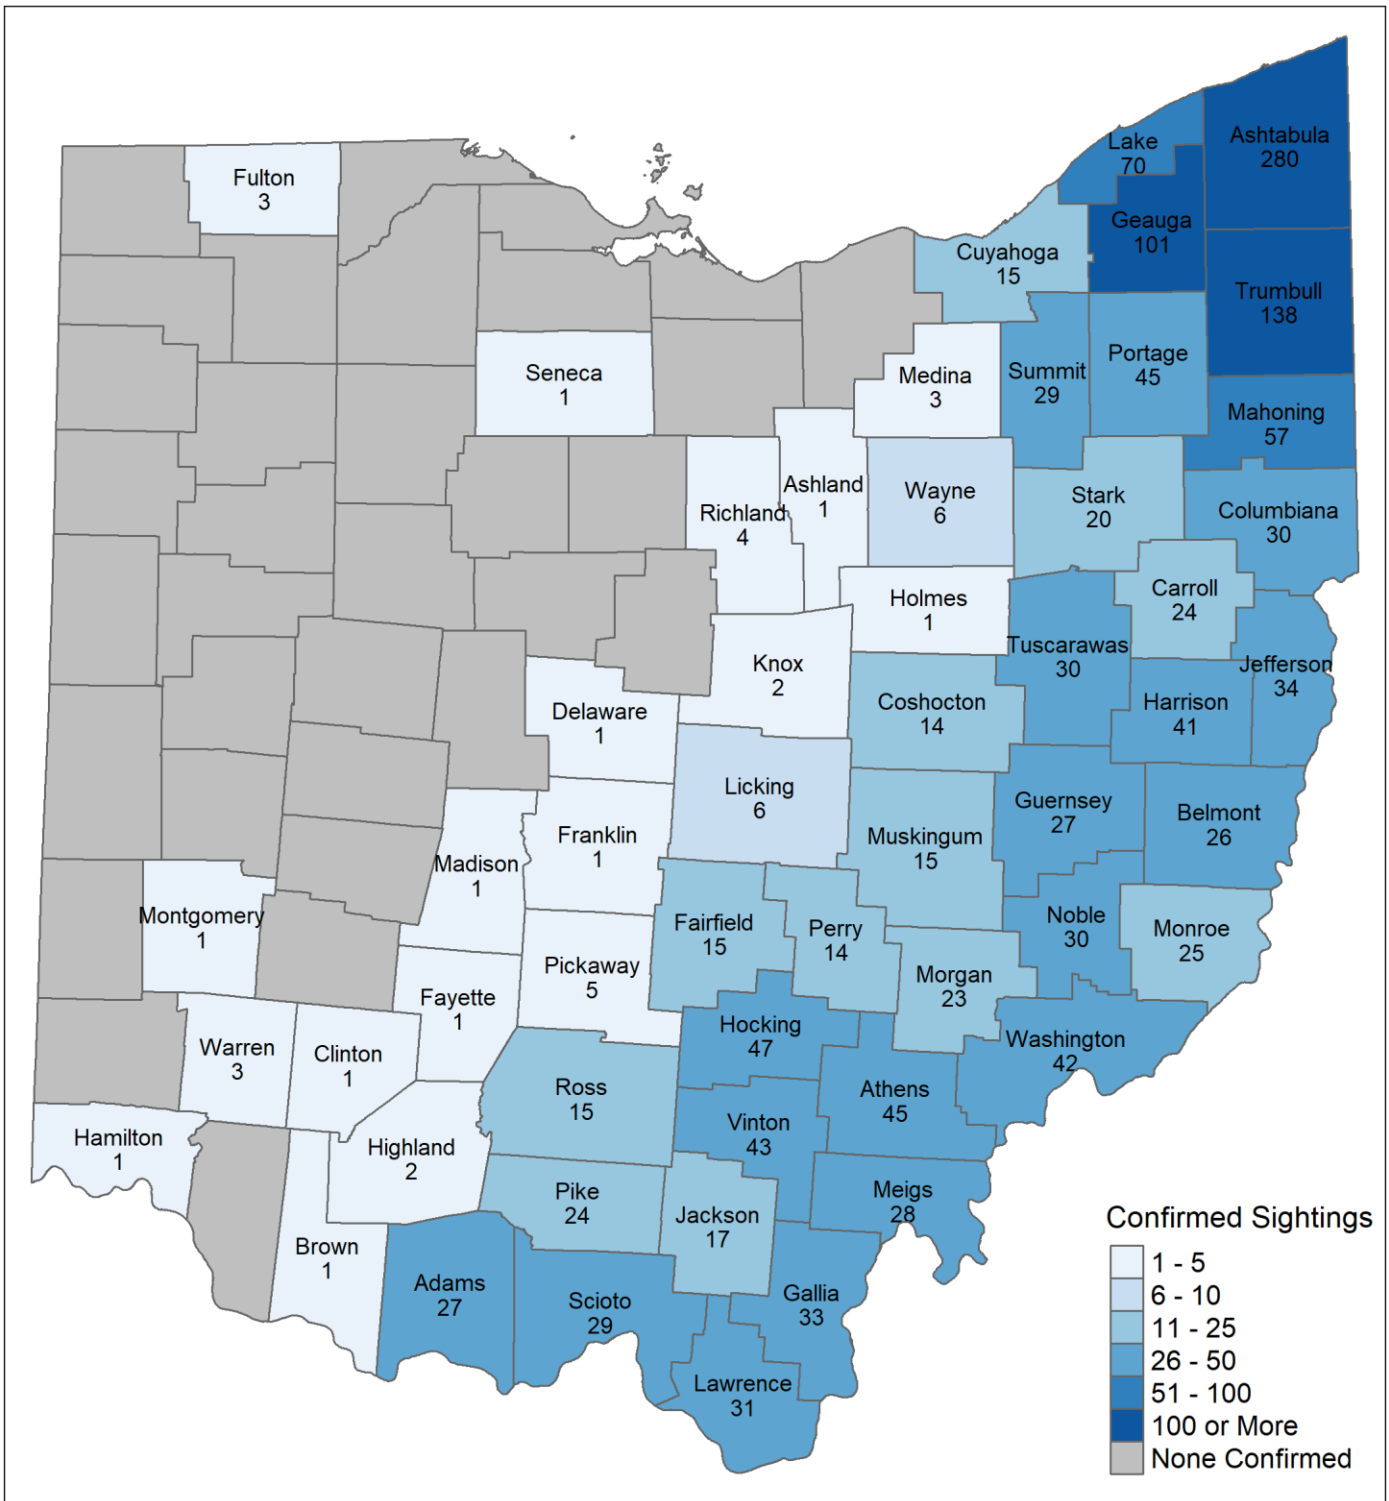 Lake
70
Ashtabula
280
Fulton
3
Geauga
101
Cuyahoga
15
Trumbull
138
Seneca
1
Medina
3
Summit
29
Portage
45
Mahoning
57
Richland
4
Ashland
1
Wayne
6
Stark
20
Columbiana
30
Holmes
1
Carroll
24
Tuscarawas
30
Jefferson
34
Knox
2
Coshocton
14
Harrison
41
Delaware
1
Licking
6
Guernsey
27
Belmont
26
Franklin
1
Muskingum
15
Madison
1
Montgomery
1
Fairfield
15
Perry
14
Noble
30
Monroe
25
Pickaway
5
Morgan
23
Fayette
1
Hocking
47
Washington
42
Warren
3
Clinton
1
Ross
15
Athens
45
Vinton
43
Hamilton
1
Highland
2
Pike
24
Jackson
17
Meigs
28
Brown
1
Adams
27
Scioto
29
Gallia
33
Lawrence
31
Confirmed Sightings
1 - 5
6 - 10
11 - 25
26 - 50
51 - 100
100 or More
None Confirmed